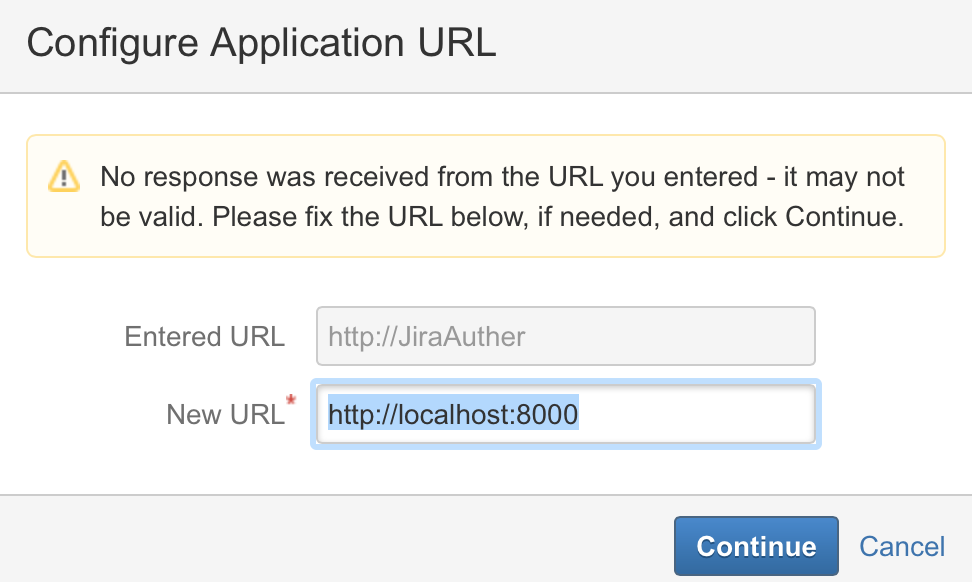 Configure Application URL
No response was received from the URL you entered - it may not
be valid. Please fix the URL below, if needed, and click Continue.
Entered URL http://JiraAuther
New URL* http://localhost:8000
Continue Cancel